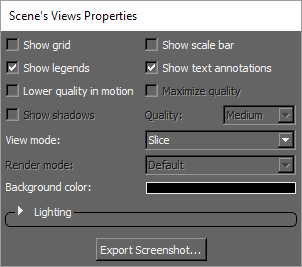 Scene's Views Properties
Show grid
Show scale bar
Show legends
Show text annotations
Lower quality in motion
Maximize quality
Show shadows
Quality:
Medium
View mode:
Slice
Render mode:
Default
Background color:
Lighting
Export Screenshot...